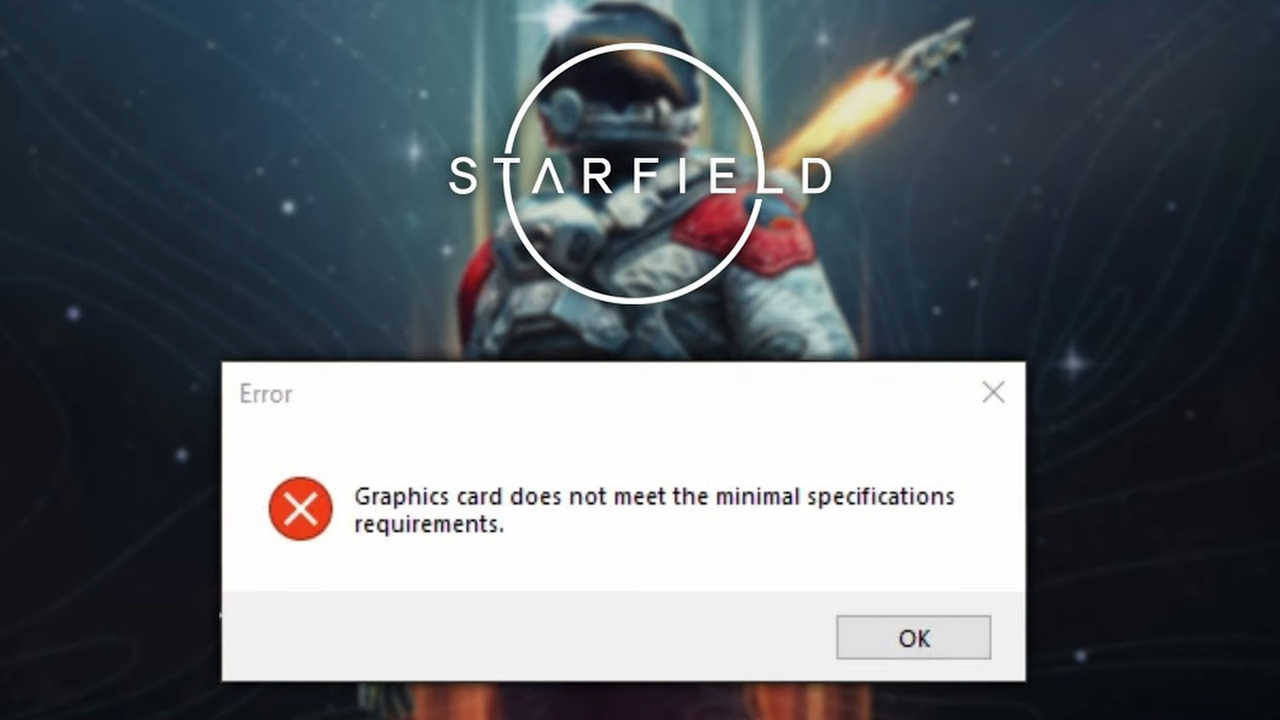 STARFIELD
Error
Graphics card does not meet the minimal specifications
requirements.
OK